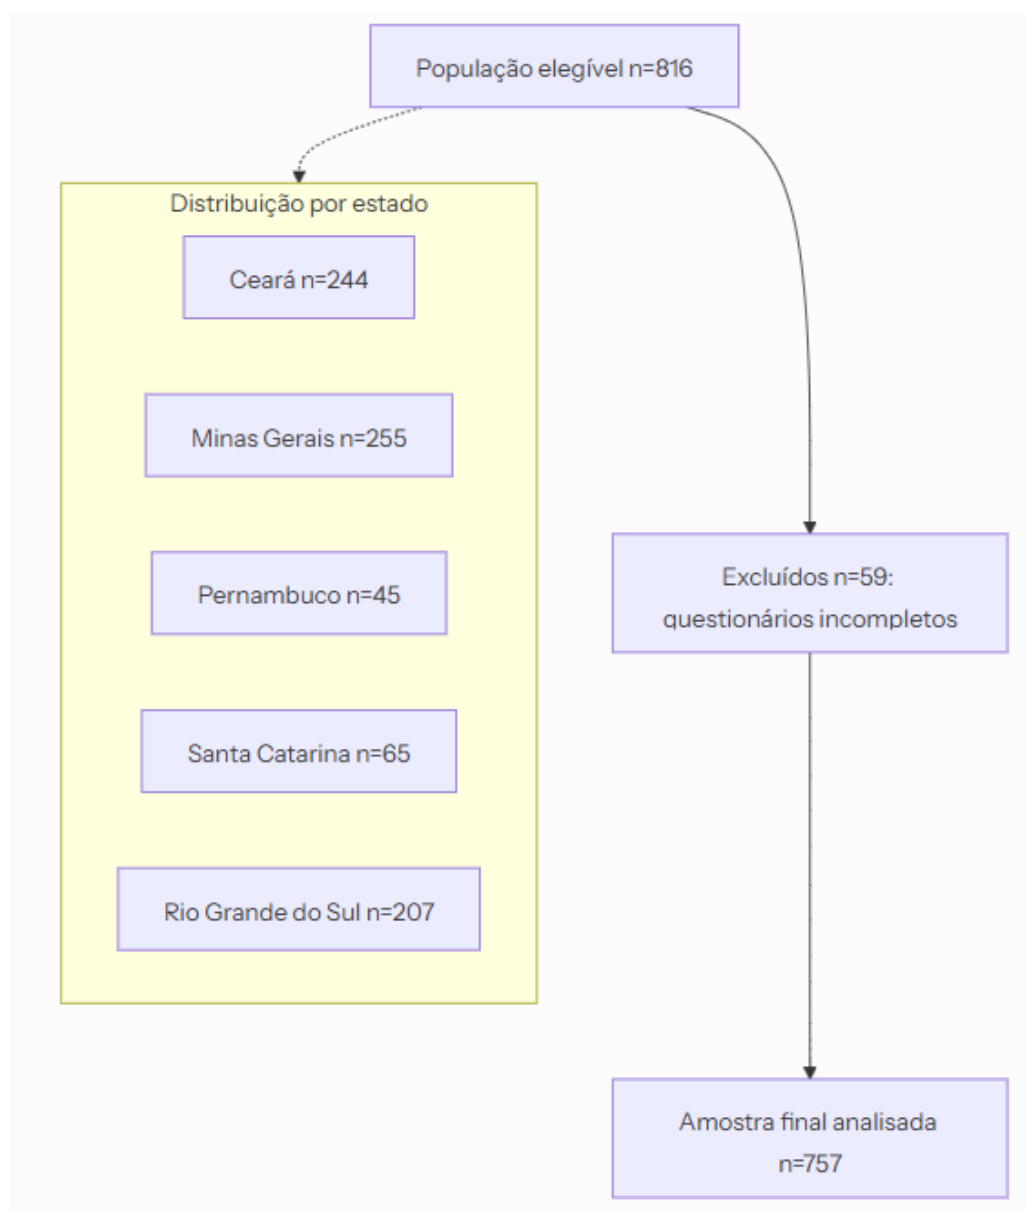 População elegível n=816
Distribuição por estado
Ceará n=244
Minas Gerais n=255
Pernambuco n=45
Santa Catarina n=65
Rio Grande do Sul n=207
Excluídos n=59:
questionários incompletos
Amostra final analisada
n=757